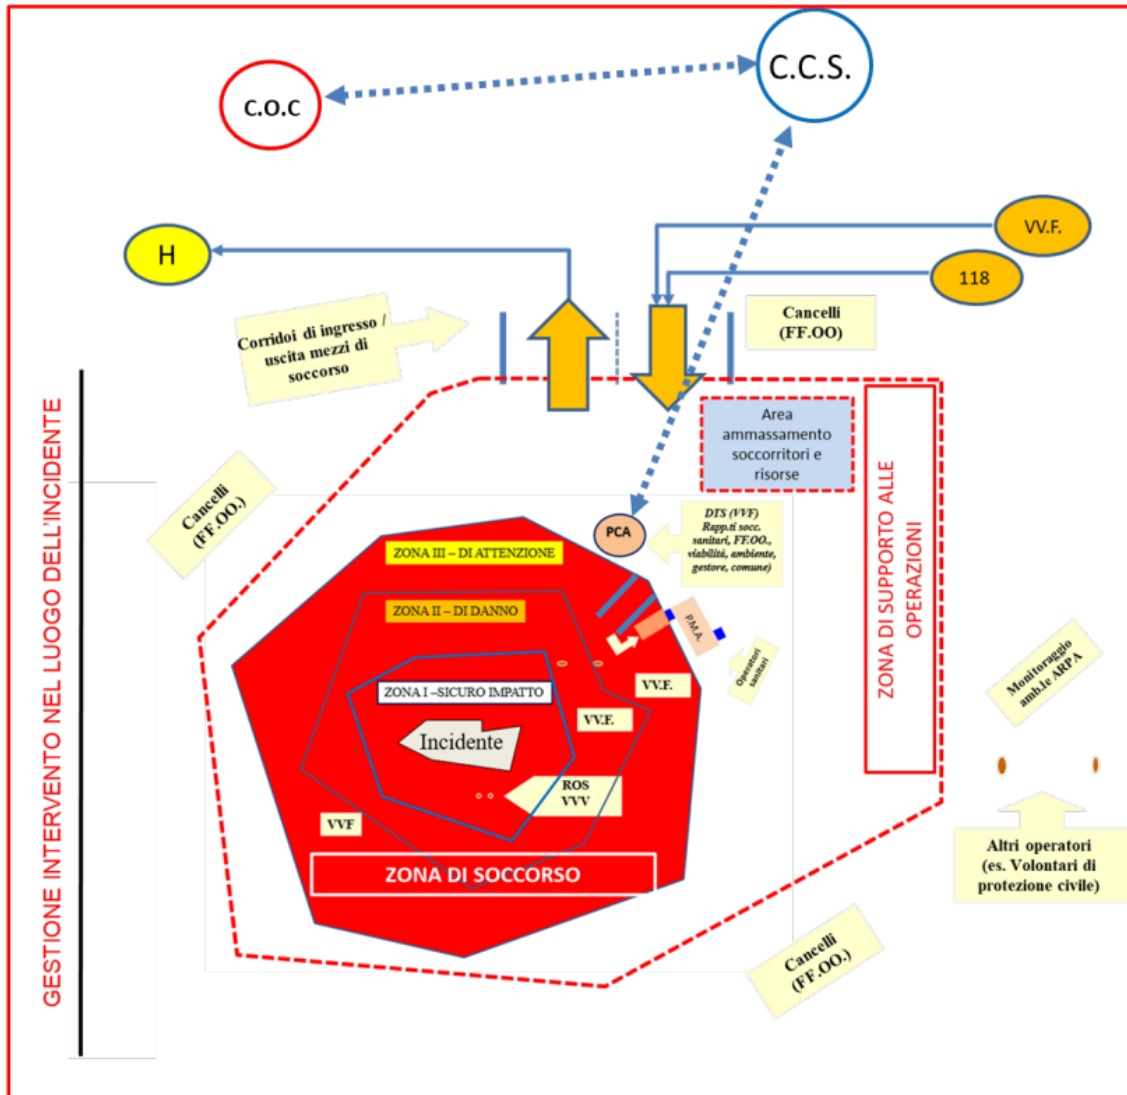 C.C.S.
C.O.C
VV.F.
H
118
Corridoi di ingresso /
uscita mezzi di
soccorso
Cancelli
(FF.OO)
GESTIONE INTERVENTO NEL LUOGO DELL'INCIDENTE
Cancelli
(FF.OO.)
Area
ammassamento
soccorritori e
risorse
ZONA DI SUPPORTO ALLE
OPERAZIONI
PCA
DTS (VVF)
Rapp.ti socc.
sanitari, FF.OO.,
viabilità, ambiente,
gestore, comune)
ZONA III – DI ATTENZIONE
ZONA II – DI DANNO
P.M.A.
Operatori
sanitari
ZONA I –SICURO IMPATTO
VV.F.
VV.F.
Incidente
ROS
VVV
VVF
ZONA DI SOCCORSO
Monitoraggio
amb.le ARPA
Altri operatori
(es. Volontari di
protezione civile)
Cancelli
(FF.OO.)